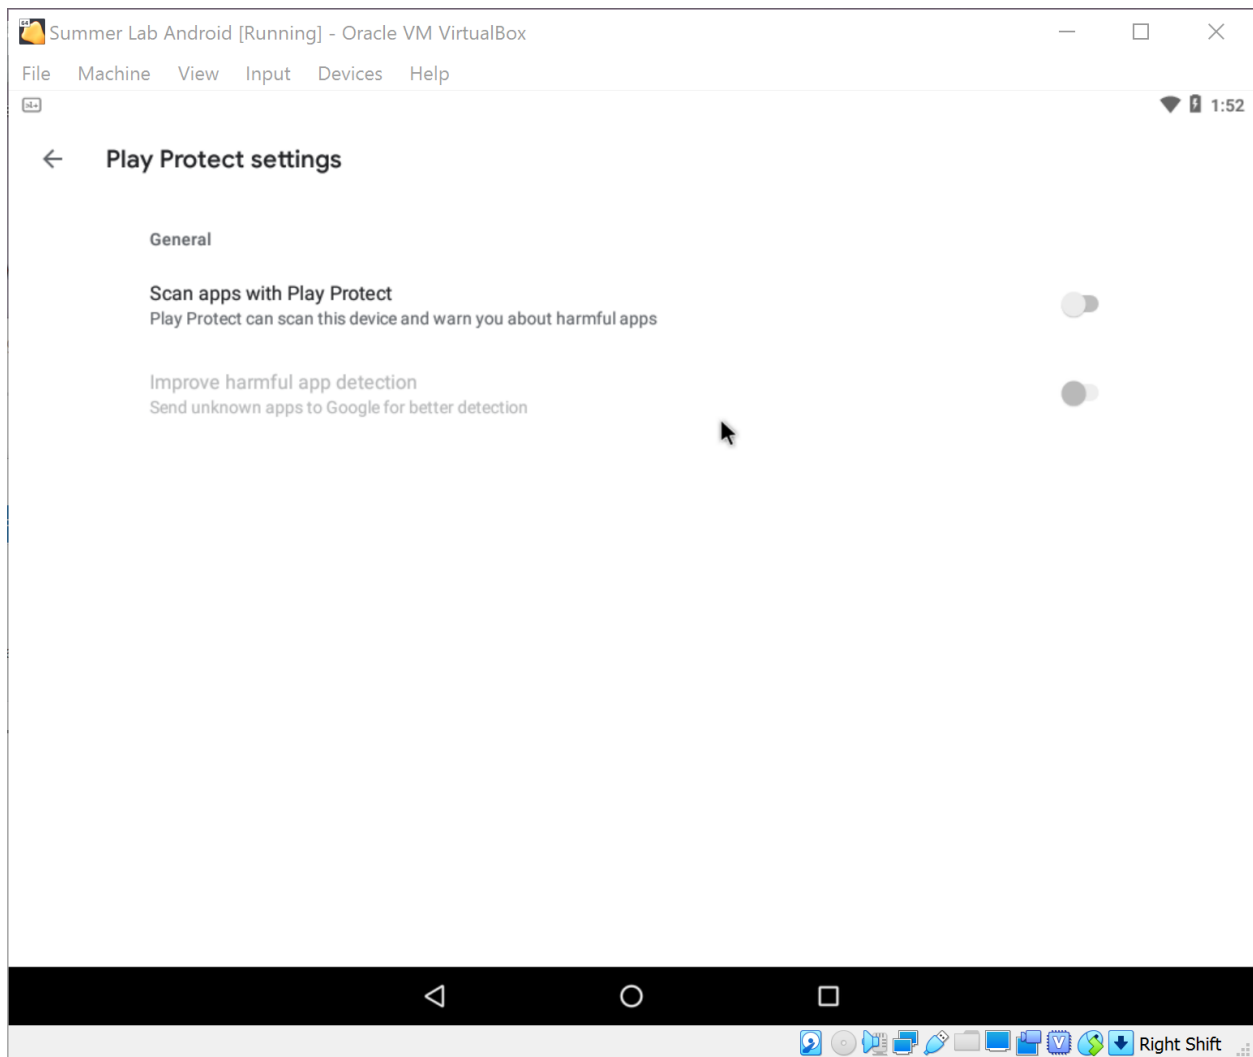 Summer Lab Android [Running] - Oracle VM VirtualBox
File Machine View Input Devices Help
1:52
Play Protect settings
General
Scan apps with Play Protect
Play Protect can scan this device and warn you about harmful apps
Improve harmful app detection
Send unknown apps to Google for better detection
Right Shift